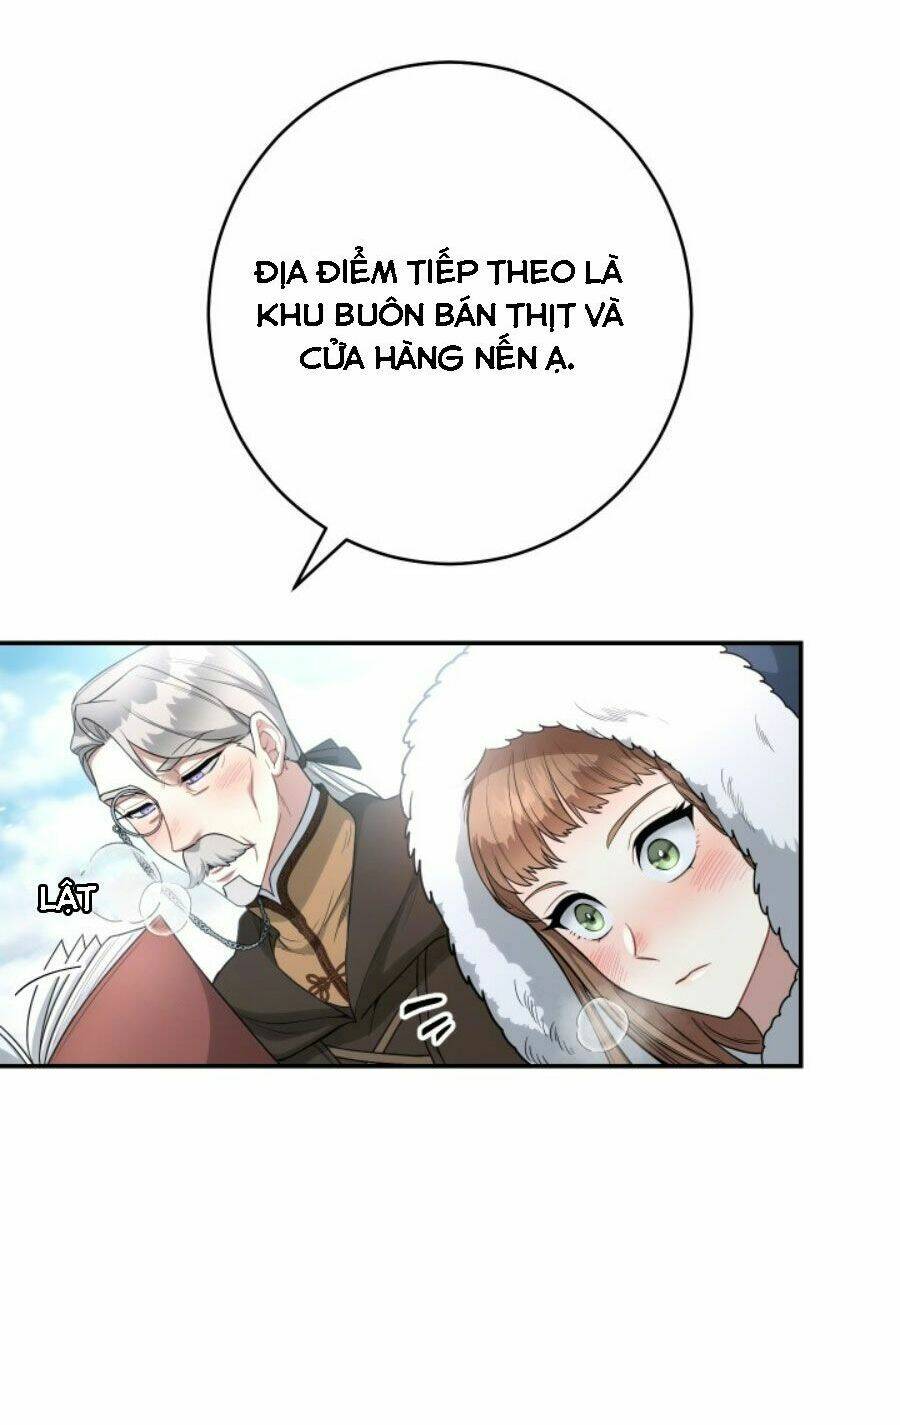 ĐỊA ĐIỂM TIẾP THEO LÀ
KHU BUÔN BÁN THỊT VÀ
CỬA HÀNG NẾN Ạ.
LẬT